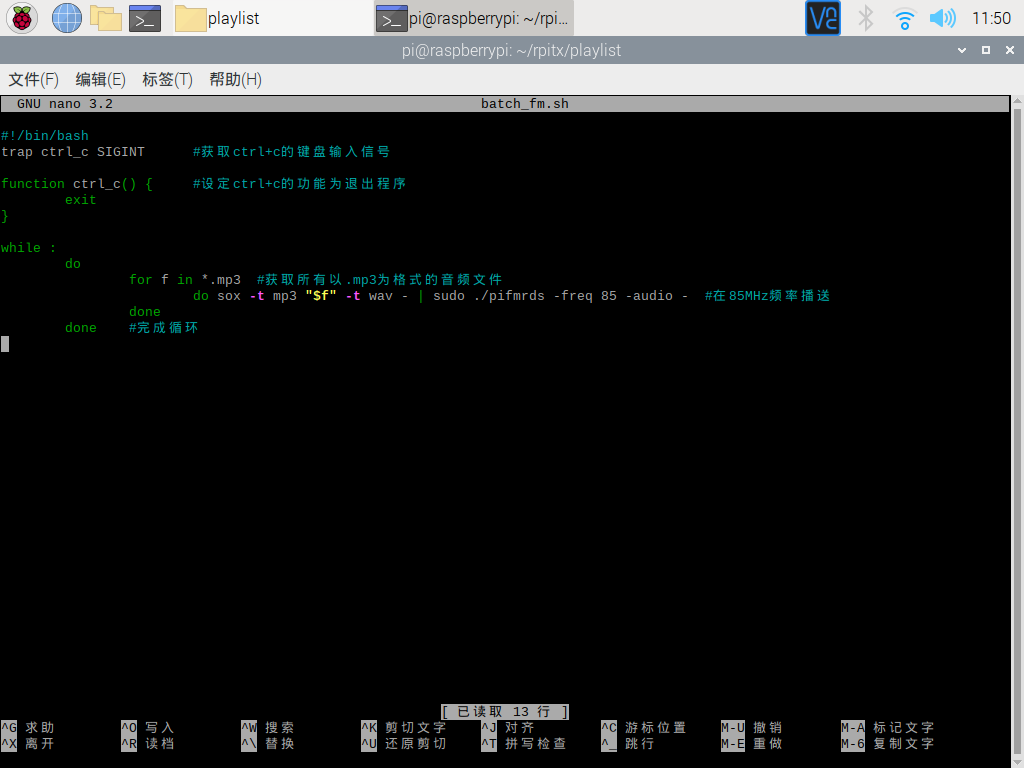 playlist
pi@raspberrypi: ~/rpi…
11:50
pi@raspberrypi: ~/rpitx/playlist
文件(F) 编辑(E) 标签(T) 帮助(H)
GNU nano 3.2 batch_fm.sh
#!/bin/bash
trap ctrl_c SIGINT #获取ctrl+c的键盘输入信号
function ctrl_c() { #设定ctrl+c的功能为退出程序
exit
}
while :
do
for f in *.mp3 #获取所有以.mp3为格式的音频文件
do sox -t mp3 "$f" -t wav - | sudo ./pifmrds -freq 85 -audio - #在85MHz频率播送
done
done #完成循环
[ 已读取 13 行 ]
^G 求助 ^O 写入 ^W 搜索 ^K 剪切文字 ^J 对齐 ^C 游标位置 M-U 撤销 M-A 标记文字
^X 离开 ^R 读档 ^\ 替换 ^U 还原剪切 ^T 拼写检查 ^_ 跳行 M-E 重做 M-6 复制文字